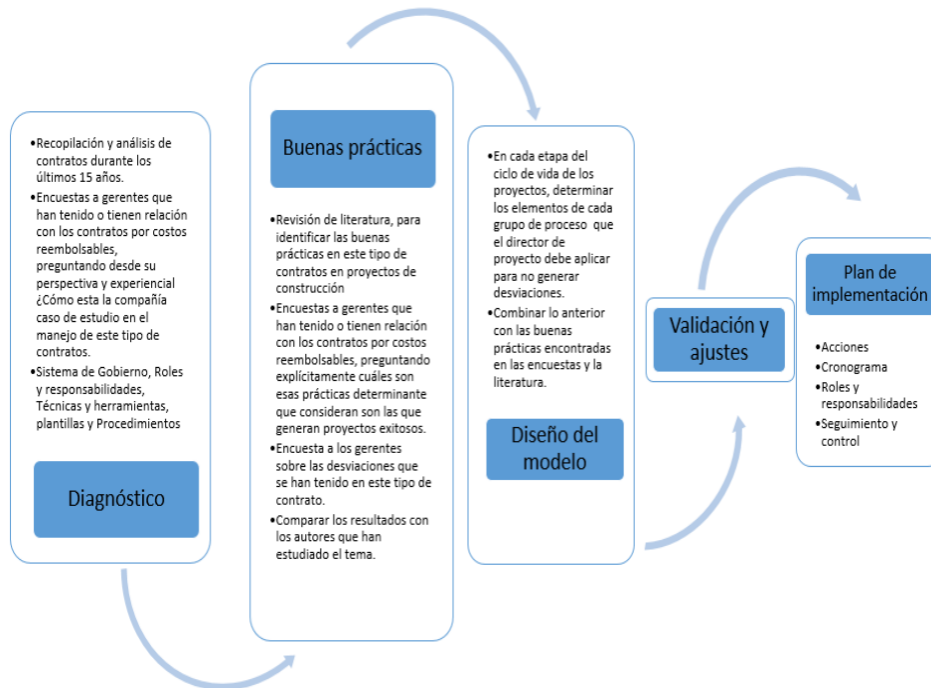 •Recopilación y análisis de
contratos durante los
últimos 15 años.
•Encuestas a gerentes que
han tenido o tienen relación
con los contratos por costos
reembolsables,
preguntando desde su
perspectiva y experiencial
¿Cómo esta la compañía
caso de estudio en el
manejo de este tipo de
contratos.
•Sistema de Gobierno, Roles
y responsabilidades,
Técnicas y herramientas,
plantillas y Procedimientos
Diagnóstico
Buenas prácticas
•Revisión de literatura, para
identificar las buenas
prácticas en este tipo de
contratos en proyectos de
construcción
•Encuestas a gerentes que
han tenido o tienen relación
con los contratos por costos
reembolsables, preguntando
explícitamente cuáles son
esas prácticas determinante
que consideran son las que
generan proyectos exitosos.
•Encuesta a los gerentes
sobre las desviaciones que
se han tenido en este tipo de
contrato.
•Comparar los resultados con
los autores que han
estudiado el tema.
•En cada etapa del
ciclo de vida de los
proyectos, determinar
los elementos de cada
grupo de proceso que
el director de
proyecto debe aplicar
para no generar
desviaciones.
•Combinar lo anterior
con las buenas
prácticas encontradas
en las encuestas y la
literatura.
Diseño del
modelo
Validación y
ajustes
Plan de
implementación
•Acciones
•Cronograma
•Roles y
responsabilidades
•Seguimiento y
control